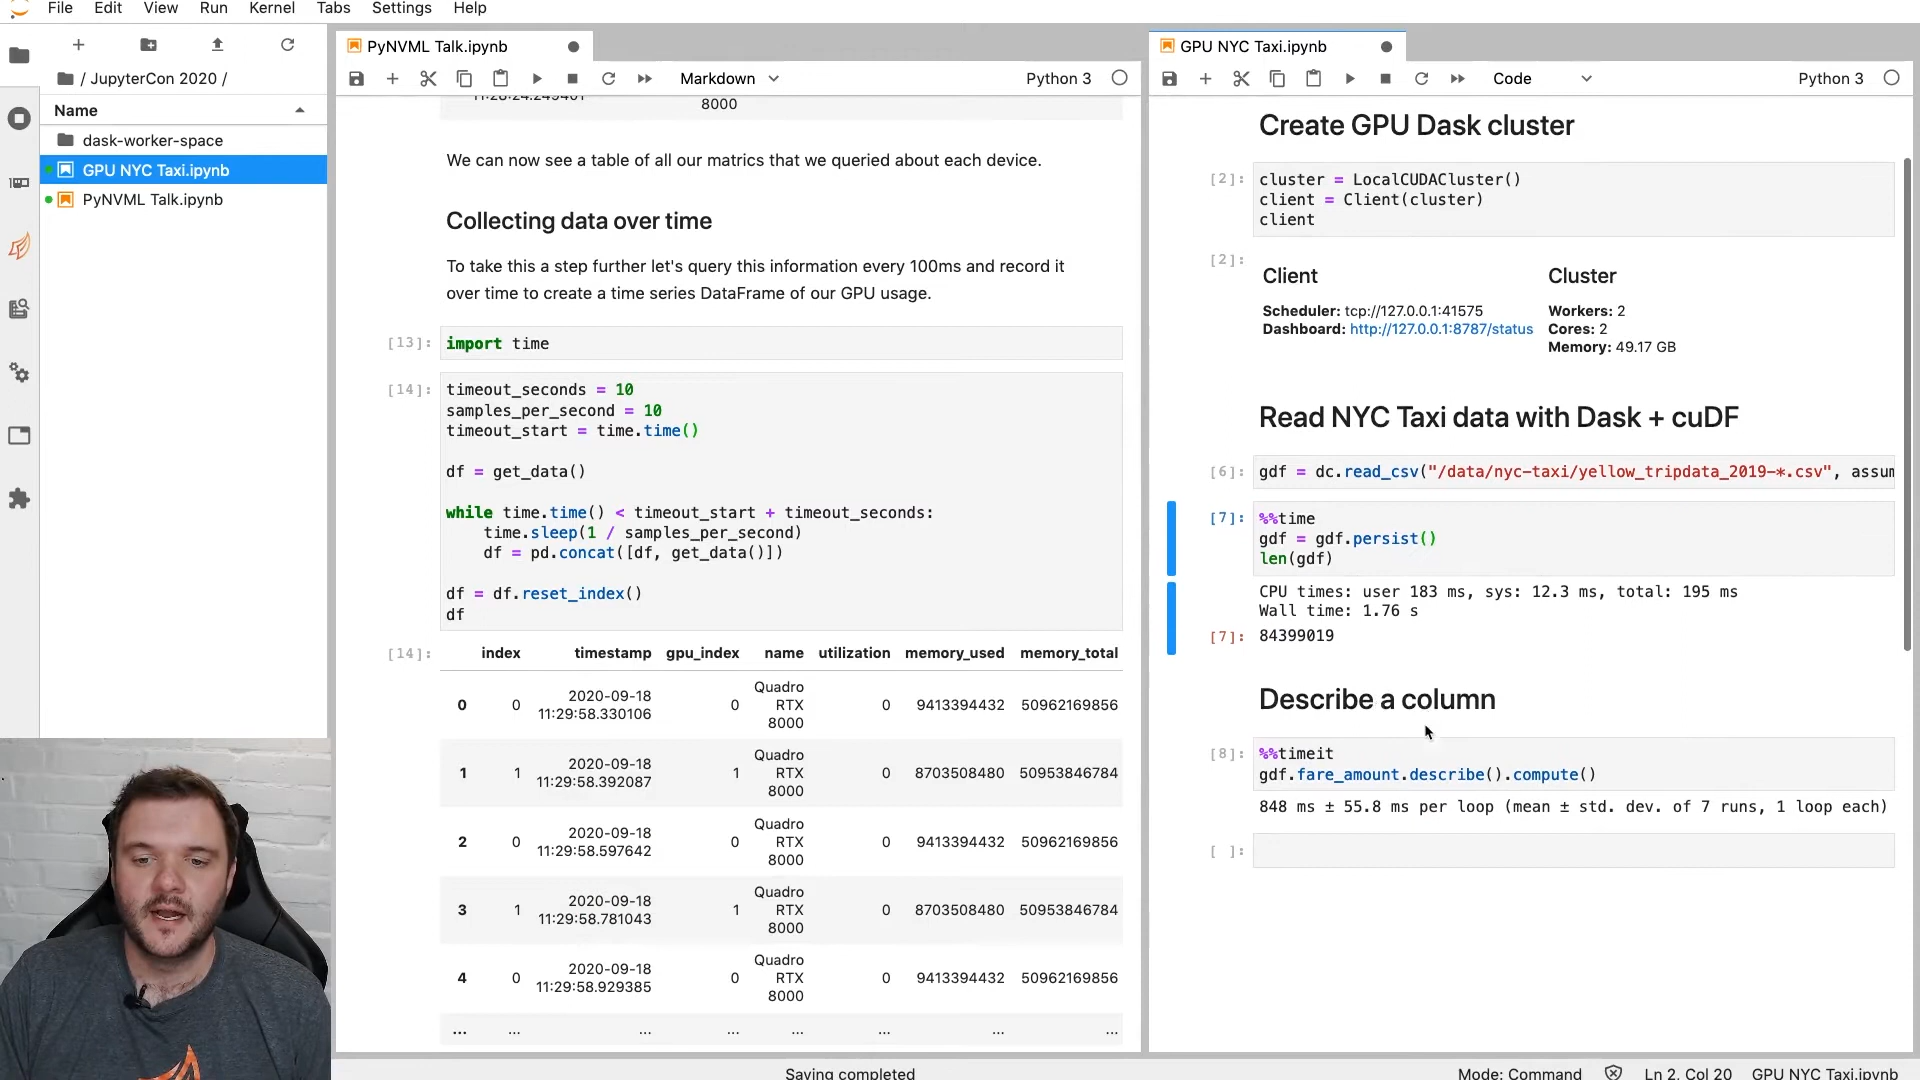 File Edit View Run Kernel Tabs Settings Help
/ JupyterCon 2020 /
Name
dask-worker-space
GPU NYC Taxi.ipynb
PyNVML Talk.ipynb
PyNVML Talk.ipynb
Markdown Python 3
11:28:24.249401 8000
We can now see a table of all our matrics that we queried about each device.
Collecting data over time
To take this a step further let's query this information every 100ms and record it
over time to create a time series DataFrame of our GPU usage.
[13]: import time
[14]: timeout_seconds = 10
samples_per_second = 10
timeout_start = time.time()
df = get_data()
while time.time() < timeout_start + timeout_seconds:
time.sleep(1 / samples_per_second)
df = pd.concat([df, get_data()])
df = df.reset_index()
df
[14]: index timestamp gpu_index name utilization memory_used memory_total
0 0 2020-09-18 11:29:58.330106 0 Quadro RTX 8000 0 9413394432 50962169856
1 1 2020-09-18 11:29:58.392087 1 Quadro RTX 8000 0 8703508480 50953846784
2 0 2020-09-18 11:29:58.597642 0 Quadro RTX 8000 0 9413394432 50962169856
3 1 2020-09-18 11:29:58.781043 1 Quadro RTX 8000 0 8703508480 50953846784
4 0 2020-09-18 11:29:58.929385 0 Quadro RTX 8000 0 9413394432 50962169856
... ... ... ... ... ... ... ...
GPU NYC Taxi.ipynb
Code Python 3
Create GPU Dask cluster
[2]: cluster = LocalCUDACluster()
client = Client(cluster)
client
[2]:
Client Cluster
Scheduler: tcp://127.0.0.1:41575 Workers: 2
Dashboard: http://127.0.0.1:8787/status Cores: 2
Memory: 49.17 GB
Read NYC Taxi data with Dask + cuDF
[6]: gdf = dc.read_csv("/data/nyc-taxi/yellow_tripdata_2019-*.csv", assum
[7]: %%time
gdf = gdf.persist()
len(gdf)
CPU times: user 183 ms, sys: 12.3 ms, total: 195 ms
Wall time: 1.76 s
[7]: 84399019
Describe a column
[8]: %%timeit
gdf.fare_amount.describe().compute()
848 ms ± 55.8 ms per loop (mean ± std. dev. of 7 runs, 1 loop each)
[ ]:
Saving completed Mode: Command Ln 2, Col 20 GPU NYC Taxi.ipynb